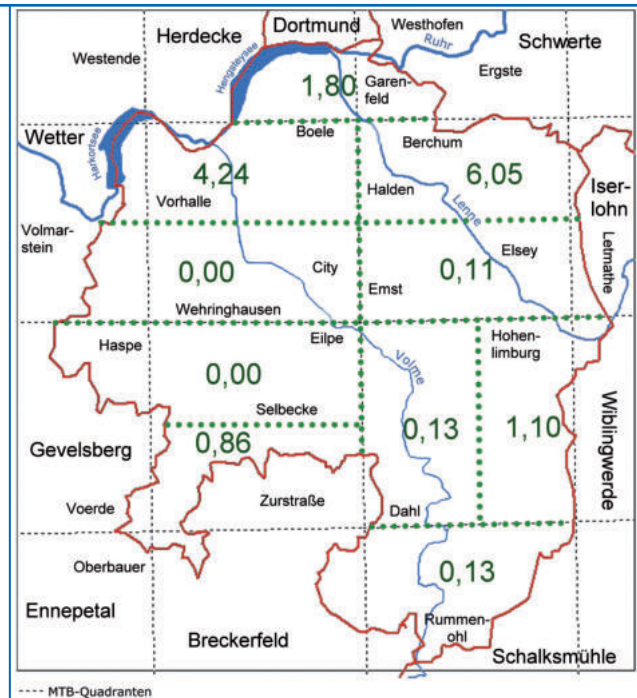 Dortmund
Westhofen
Herdecke
Ruhr
Schwerte
Westende
Hengsteysee
Garen-
feld
Ergste
1,80
Boele
Berchum
Wetter
Harkortsee
4,24
6,05
Vorhalle
Halden
Iser-
lohn
Lenne
Volmar-
stein
Elsey
Letmathe
0,00
City
0,11
Emst
Wehringhausen
Haspe
Eilpe
Volme
Hohen-
limburg
0,00
Selbecke
0,13
1,10
Wiblingwerde
Gevelsberg
0,86
Zurstraße
Voerde
Dahl
Oberbauer
0,13
Ennepetal
Rummen-
ohl
Breckerfeld
Schalksmühle
---- MTB-Quadranten